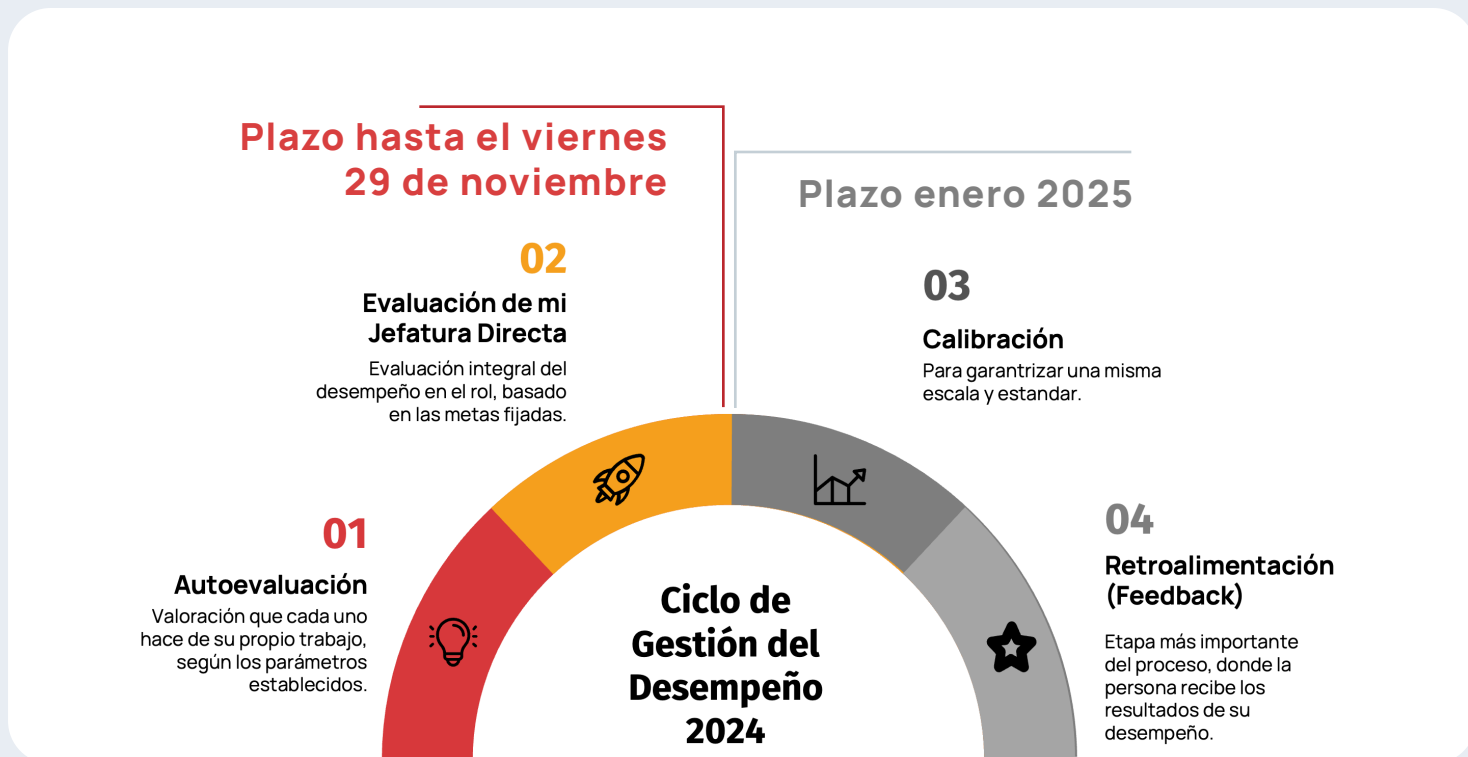 Plazo hasta el viernes
29 de noviembre
Plazo enero 2025
02
Evaluación de mi
Jefatura Directa
Evaluación integral del
desempeño en el rol, basado
en las metas fijadas.
03
Calibración
Para garantrizar una misma
escala y estandar.
01
Autoevaluación
Valoración que cada uno
hace de su propio trabajo,
según los parámetros
establecidos.
04
Retroalimentación
(Feedback)
Etapa más importante
del proceso, donde la
persona recibe los
resultados de su
desempeño.
Ciclo de
Gestión del
Desempeño
2024